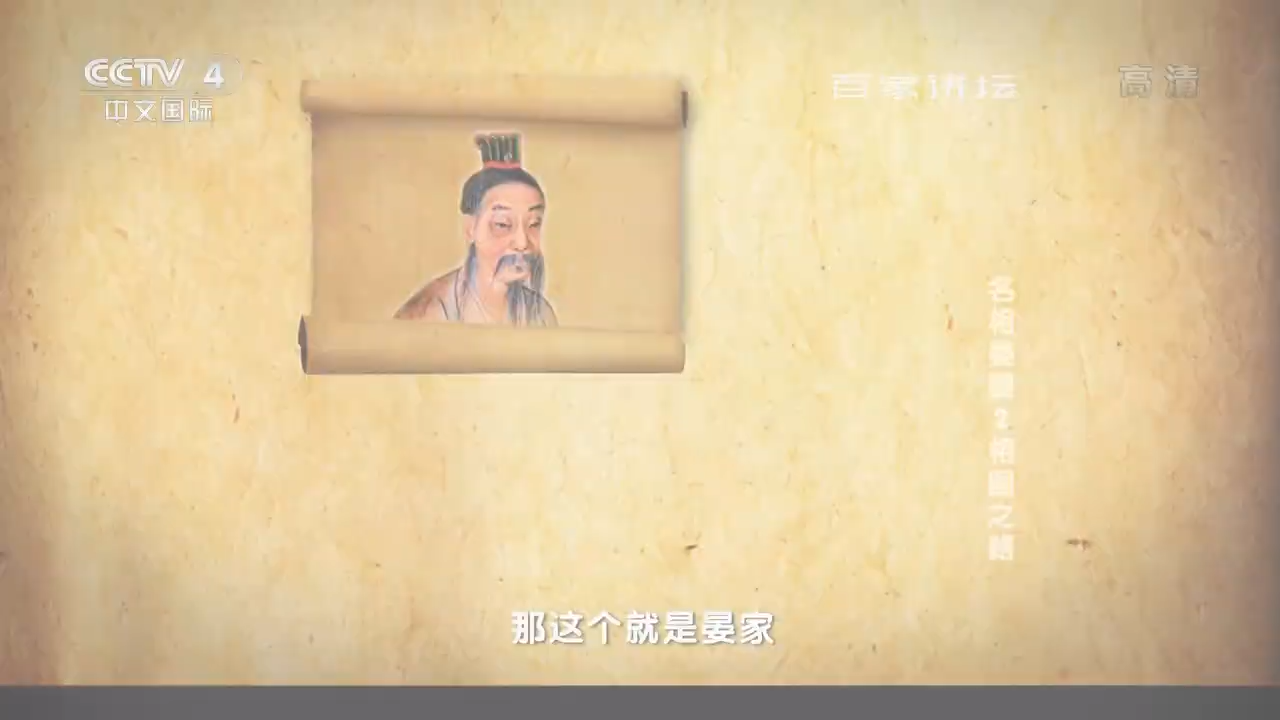 CCTV 4
中文国际
百家讲坛
高清
名相晏婴 2 相国之路
那这个就是晏家